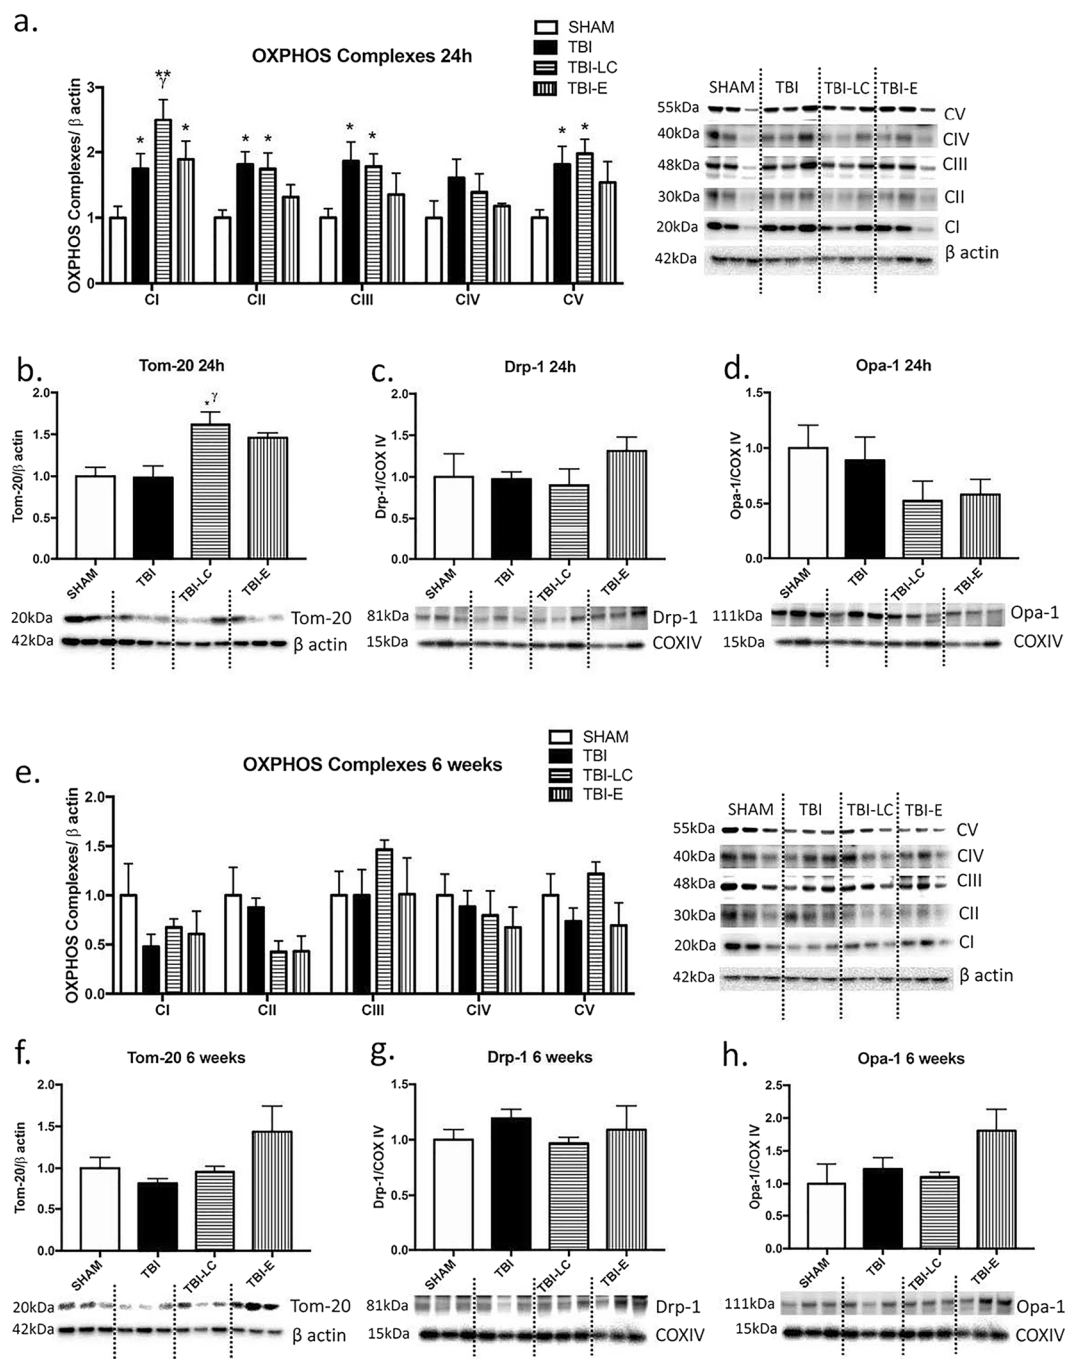 a.
OXPHOS Complexes 24h
SHAM
TBI
TBI-LC
TBI-E
OXPHOS Complexes/ β actin
3
2
1
0
* ** γ * * * * * * *
CI CII CIII CIV CV
SHAM TBI TBI-LC TBI-E
55kDa CV
40kDa CIV
48kDa CIII
30kDa CII
20kDa CI
42kDa β actin
b.
Tom-20 24h
Tom-20/β actin
2.0
1.5
1.0
0.5
0.0
* γ
SHAM TBI TBI-LC TBI-E
20kDa Tom-20
42kDa β actin
c.
Drp-1 24h
Drp-1/COX IV
2.0
1.5
1.0
0.5
0.0
SHAM TBI TBI-LC TBI-E
81kDa Drp-1
15kDa COXIV
d.
Opa-1 24h
Opa-1/COX IV
1.5
1.0
0.5
0.0
SHAM TBI TBI-LC TBI-E
111kDa Opa-1
15kDa COXIV
e.
OXPHOS Complexes 6 weeks
SHAM
TBI
TBI-LC
TBI-E
OXPHOS Complexes/ β actin
2.0
1.5
1.0
0.5
0.0
CI CII CIII CIV CV
SHAM TBI TBI-LC TBI-E
55kDa CV
40kDa CIV
48kDa CIII
30kDa CII
20kDa CI
42kDa β actin
f.
Tom-20 6 weeks
Tom-20/β actin
2.0
1.5
1.0
0.5
0.0
SHAM TBI TBI-LC TBI-E
20kDa Tom-20
42kDa β actin
g.
Drp-1 6 weeks
Drp-1/COX IV
1.5
1.0
0.5
0.0
SHAM TBI TBI-LC TBI-E
81kDa Drp-1
15kDa COXIV
h.
Opa-1 6 weeks
Opa-1/COX IV
2.5
2.0
1.5
1.0
0.5
0.0
SHAM TBI TBI-LC TBI-E
111kDa Opa-1
15kDa COXIV